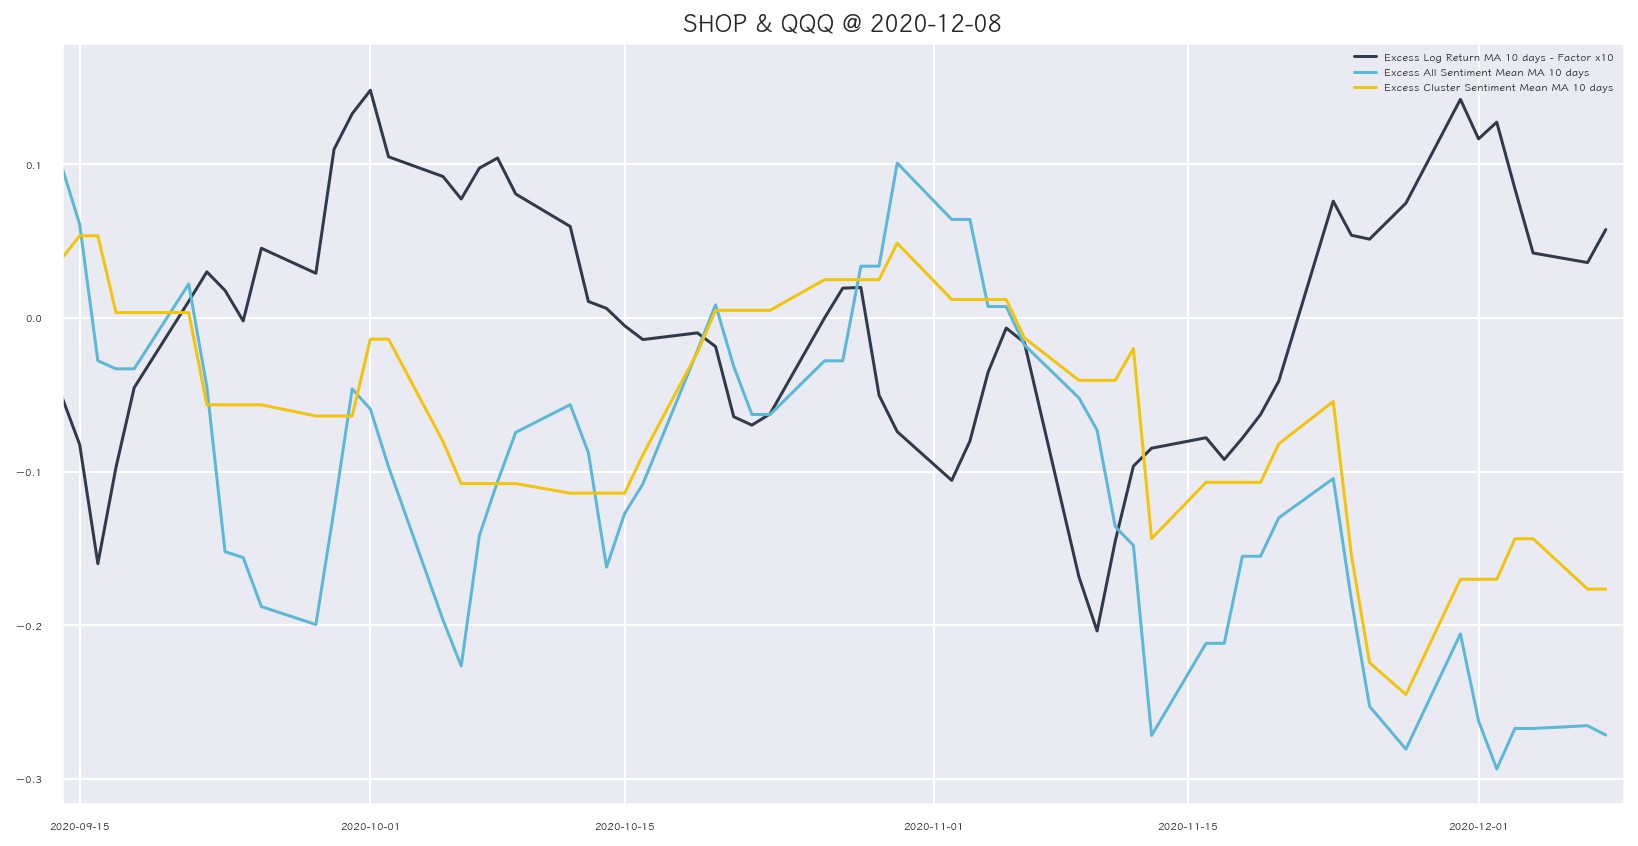 SHOP & QQQ @ 2020-12-08
Excess Log Return MA 10 days - Factor x10
Excess All Sentiment Mean MA 10 days
Excess Cluster Sentiment Mean MA 10 days
0.1
0.0
−0.1
−0.2
−0.3
2020-09-15
2020-10-01
2020-10-15
2020-11-01
2020-11-15
2020-12-01